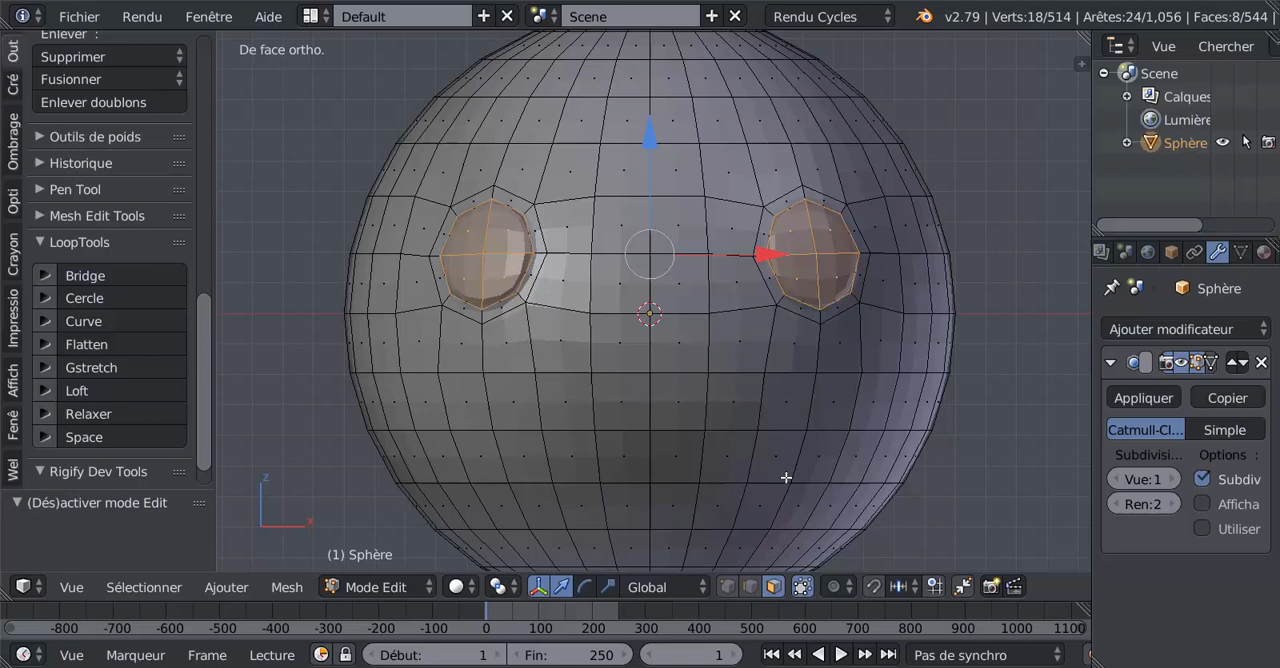 Fichier Rendu Fenêtre Aide Default Scene Rendu Cycles v2.79 | Verts:18/514 | Arêtes:24/1,056 | Faces:8/544
Enlever :
Supprimer
Fusionner
Enlever doublons
Outils de poids
Historique
Pen Tool
Mesh Edit Tools
LoopTools
Bridge
Cercle
Curve
Flatten
Gstretch
Loft
Relaxer
Space
Rigify Dev Tools
(Dés)activer mode Edit
Out
Cré
Ombrage
Opti
Crayon
Impressio
Affich
Fenê
Wel
De face ortho.
z
x
(1) Sphère
Vue Chercher
Scene
Calques
Lumière
Sphère
Sphère
Ajouter modificateur
Appliquer Copier
Catmull-Cl... Simple
Subdivisi... Options :
Vue:1 Subdiv
Ren:2 Afficha
Utiliser
Vue Sélectionner Ajouter Mesh Mode Edit Global
-800 -700 -600 -500 -400 -300 -200 -100 0 100 200 300 400 500 600 700 800 900 1000 1100
Vue Marqueur Frame Lecture Début: 1 Fin: 250 1 Pas de synchro